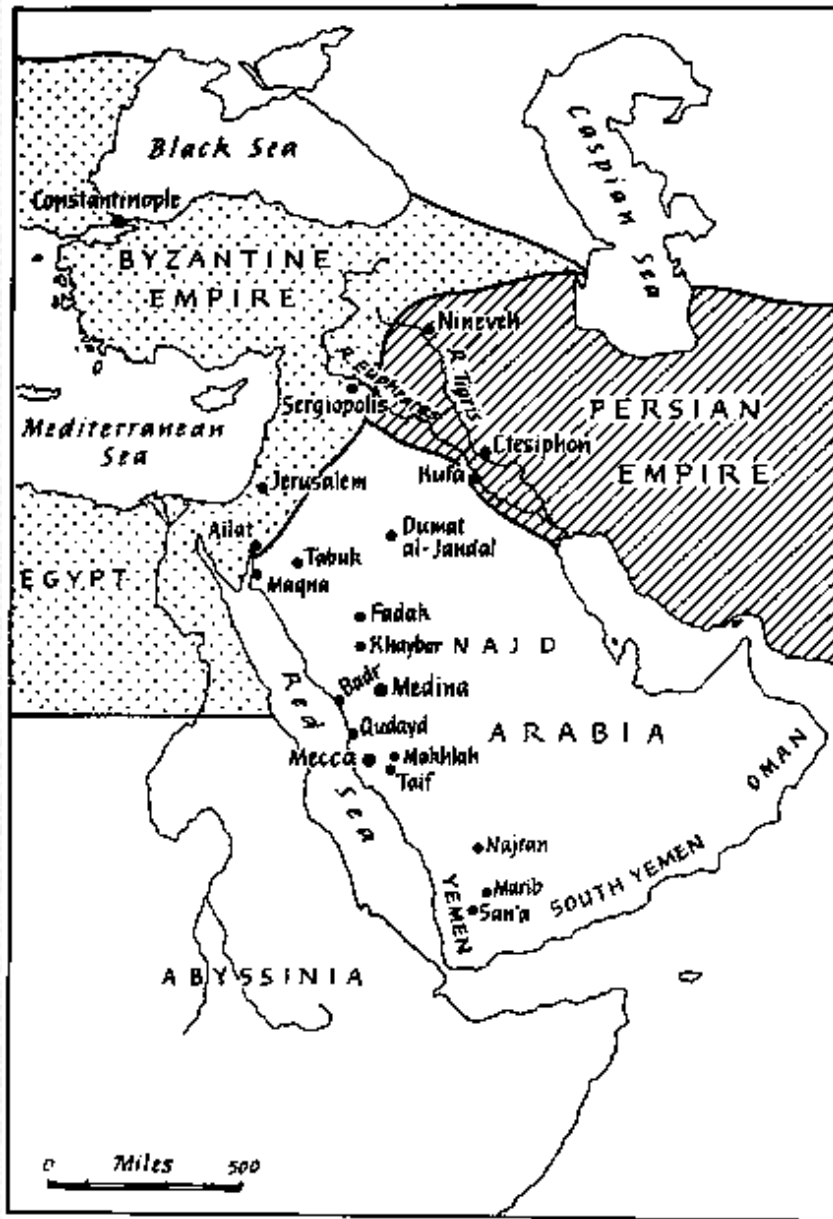 Black Sea
Caspian Sea
Constantinople
BYZANTINE
EMPIRE
Nineveh
R. Euphrates
R. Tigris
Sergiopolis
PERSIAN
EMPIRE
Mediterranean
Sea
Ctesiphon
Kufa
Jerusalem
Ailat
Dumat
al-Jandal
Tabuk
EGYPT
Maqna
Fadak
Khaybar
NAJD
Badr
Medina
Red Sea
Qudayd
ARABIA
Mecca
Nakhlah
Taif
OMAN
Najran
Marib
San'a
YEMEN
SOUTH YEMEN
ABYSSINIA
0 Miles 500